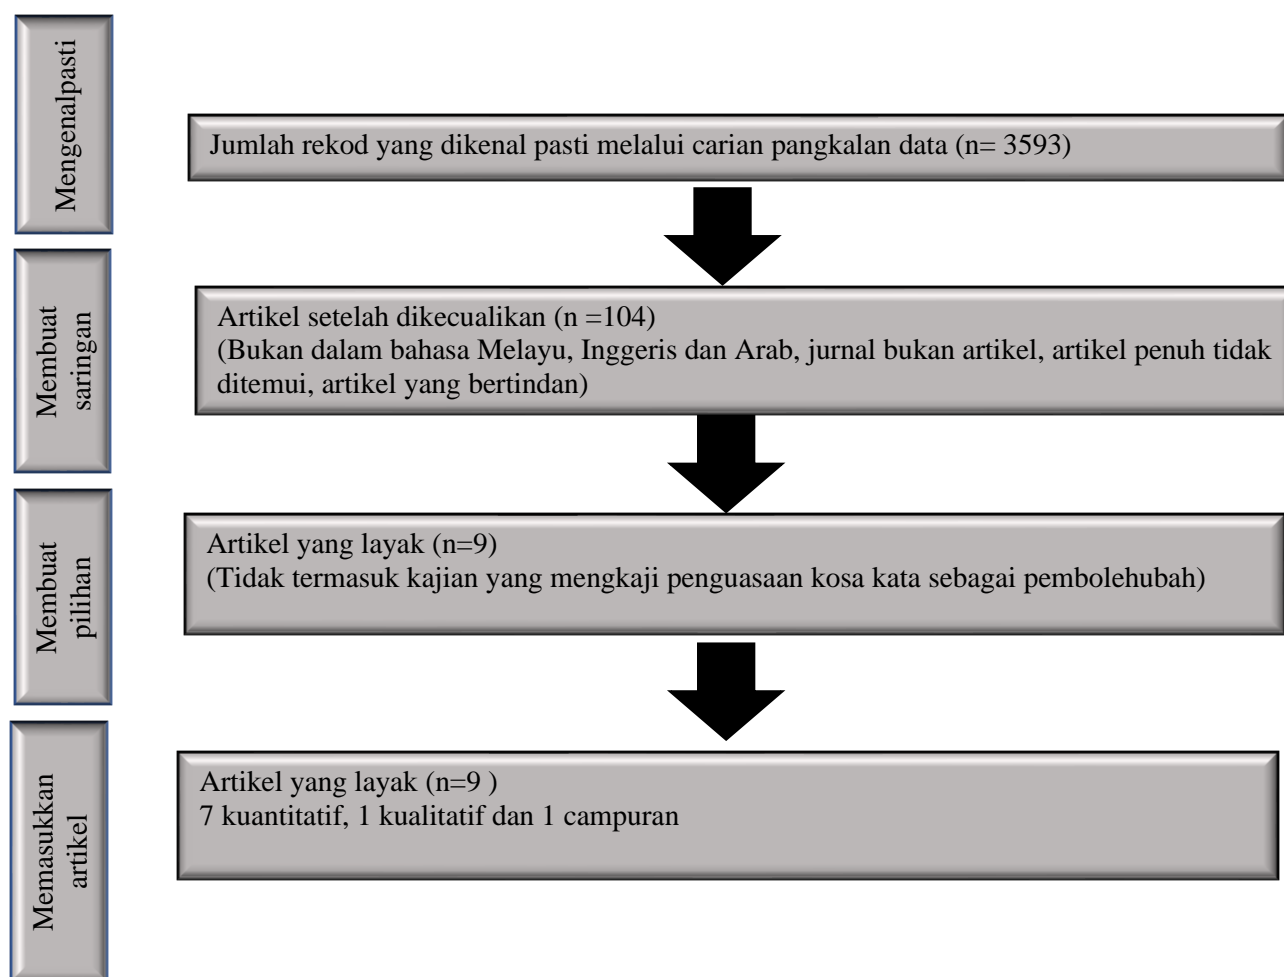 Mengenalpasti
Jumlah rekod yang dikenal pasti melalui carian pangkalan data (n= 3593)
Membuat
saringan
Artikel setelah dikecualikan (n =104)
(Bukan dalam bahasa Melayu, Inggeris dan Arab, jurnal bukan artikel, artikel penuh tidak
ditemui, artikel yang bertindan)
Membuat
pilihan
Artikel yang layak (n=9)
(Tidak termasuk kajian yang mengkaji penguasaan kosa kata sebagai pembolehubah)
Memasukkan
artikel
Artikel yang layak (n=9 )
7 kuantitatif, 1 kualitatif dan 1 campuran